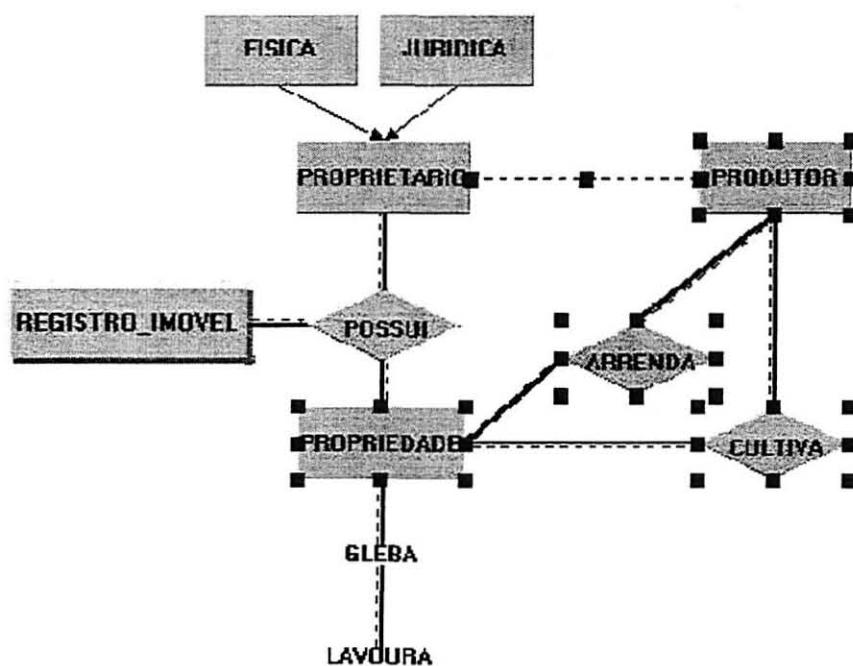 FISICA
JURIDICA
PROPRIETARIO
PRODUTOR
REGISTRO_IMOVEL
POSSUI
ARRENDA
PROPRIEDADE
CULTIVA
GLEBA
LAVOURA